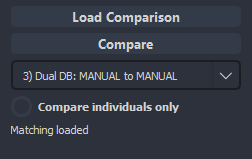 Load Comparison
Compare
3) Dual DB: MANUAL to MANUAL
Compare individuals only
Matching loaded